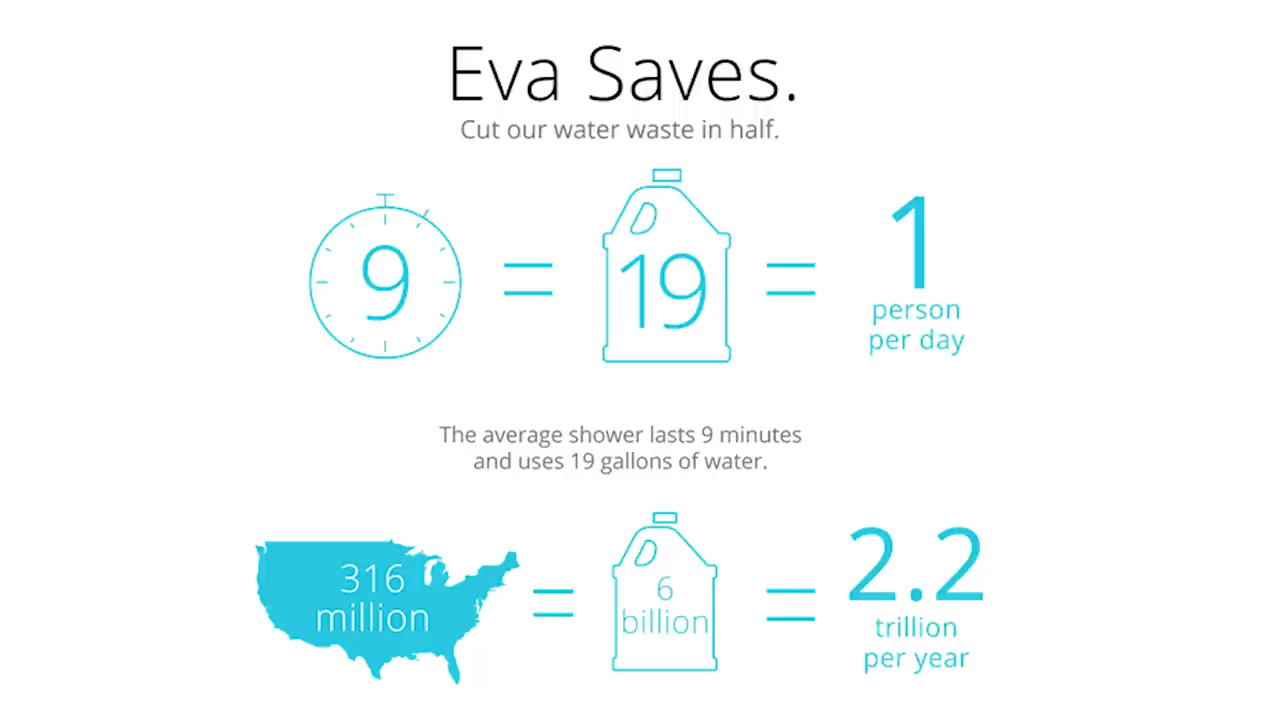 Eva Saves.
Cut our water waste in half.
9 = 19 = 1
person
per day
The average shower lasts 9 minutes
and uses 19 gallons of water.
316
million
=
6
billion
=
2.2
trillion
per year